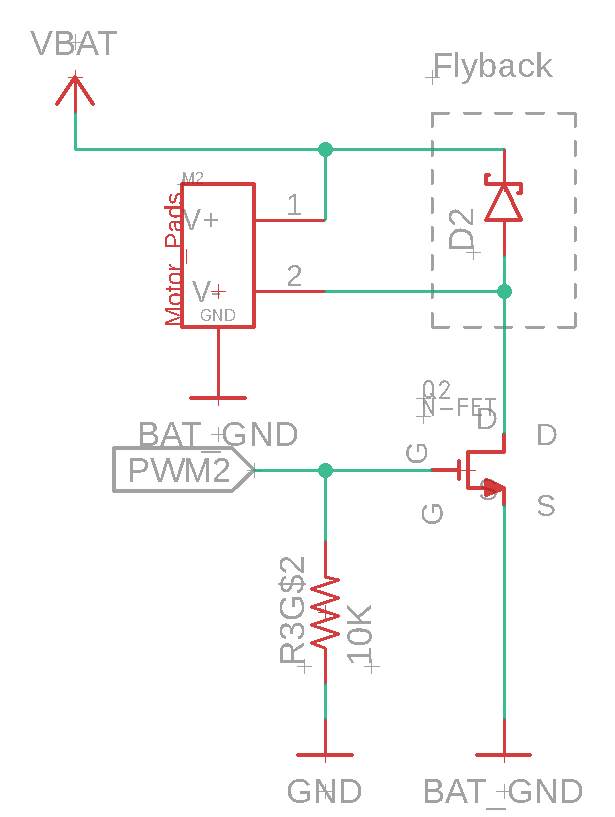 VBAT
Flyback
M2
Motor_Pads
V+
1
D2
V-
2
GND
BAT_GND
Q2
N-FET
D
D
PWM2
G
G
S
S
R3G$2
10K
GND
BAT_GND